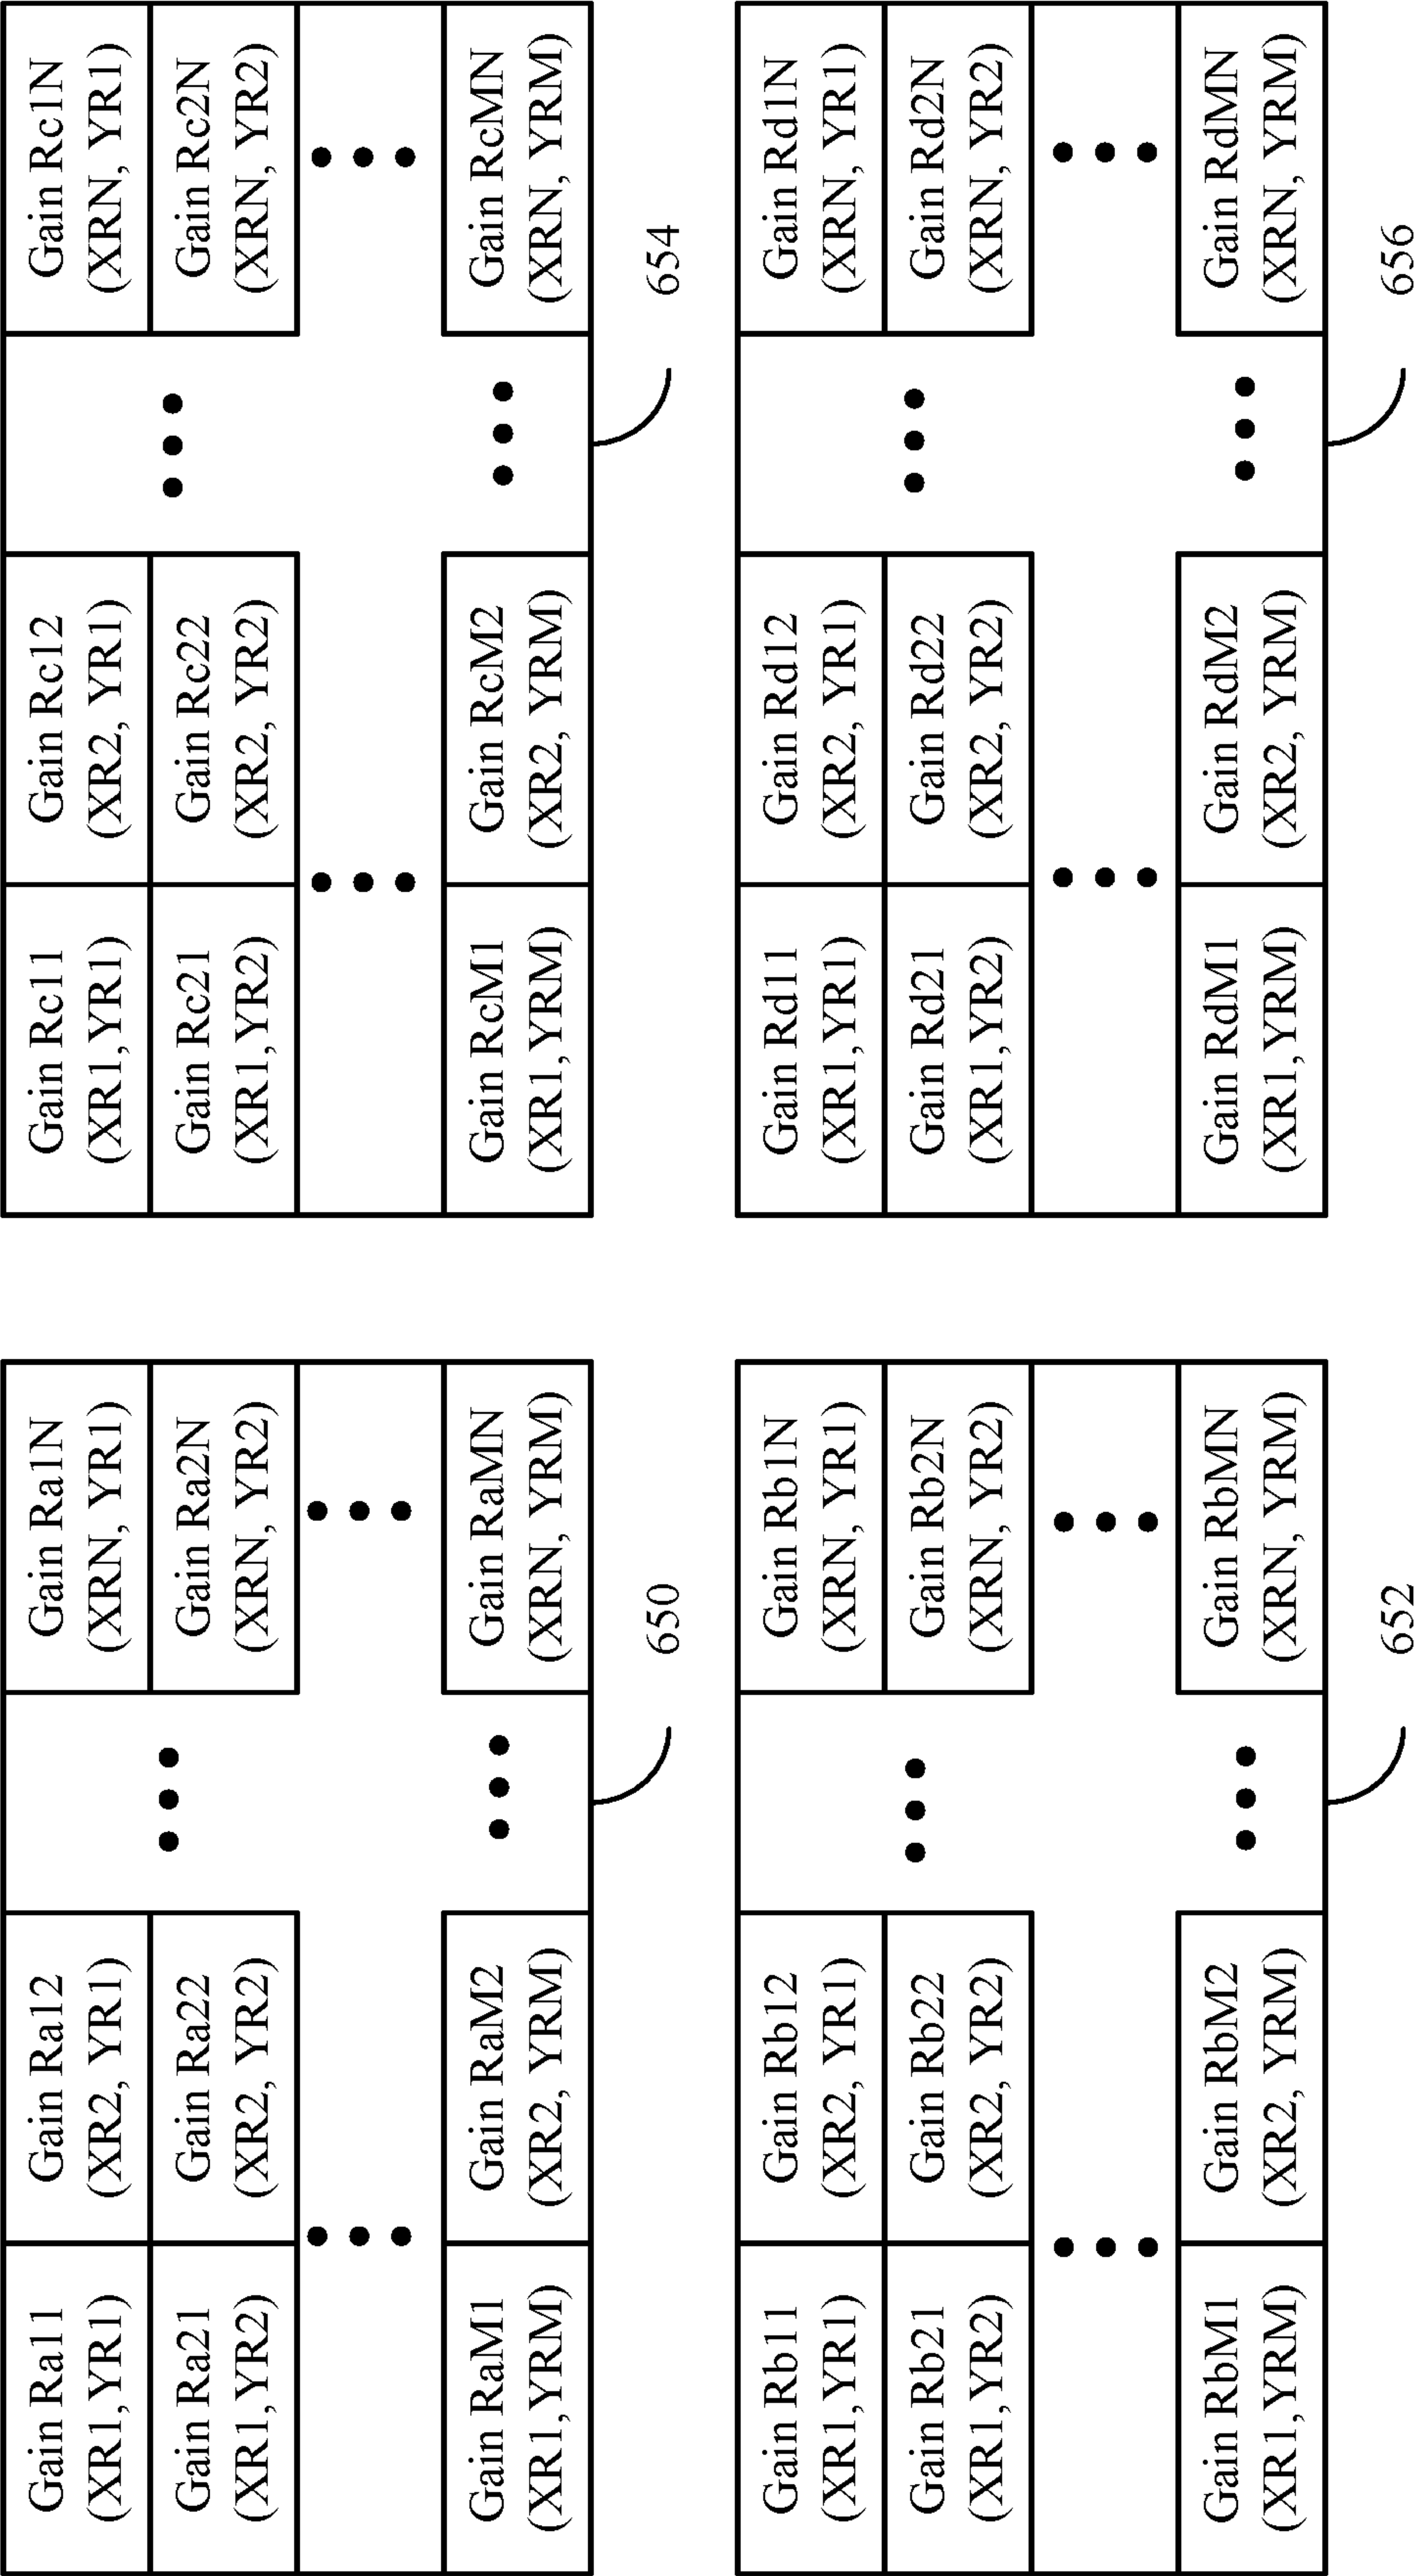 Gain Ra11
(XR1,YR1)
Gain Ra12
(XR2, YR1)
Gain Ra1N
(XRN, YR1)
Gain Ra21
(XR1,YR2)
Gain Ra22
(XR2, YR2)
Gain Ra2N
(XRN, YR2)
Gain RaM1
(XR1,YRM)
Gain RaM2
(XR2, YRM)
Gain RaMN
(XRN, YRM)
650
Gain Rc11
(XR1,YR1)
Gain Rc12
(XR2, YR1)
Gain Rc1N
(XRN, YR1)
Gain Rc21
(XR1,YR2)
Gain Rc22
(XR2, YR2)
Gain Rc2N
(XRN, YR2)
Gain RcM1
(XR1,YRM)
Gain RcM2
(XR2, YRM)
Gain RcMN
(XRN, YRM)
654
Gain Rb11
(XR1,YR1)
Gain Rb12
(XR2, YR1)
Gain Rb1N
(XRN, YR1)
Gain Rb21
(XR1,YR2)
Gain Rb22
(XR2, YR2)
Gain Rb2N
(XRN, YR2)
Gain RbM1
(XR1,YRM)
Gain RbM2
(XR2, YRM)
Gain RbMN
(XRN, YRM)
652
Gain Rd11
(XR1,YR1)
Gain Rd12
(XR2, YR1)
Gain Rd1N
(XRN, YR1)
Gain Rd21
(XR1,YR2)
Gain Rd22
(XR2, YR2)
Gain Rd2N
(XRN, YR2)
Gain RdM1
(XR1,YRM)
Gain RdM2
(XR2, YRM)
Gain RdMN
(XRN, YRM)
656